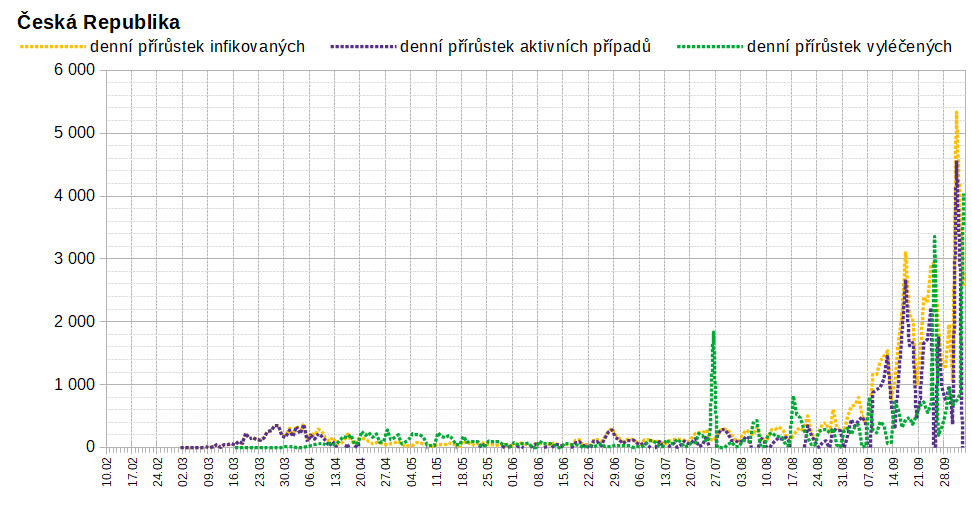 Česká Republika
denní přírůstek infikovaných denní přírůstek aktivních případů denní přírůstek vyléčených
6 000
5 000
4 000
3 000
2 000
1 000
0
10.02 17.02 24.02 02.03 09.03 16.03 23.03 30.03 06.04 13.04 20.04 27.04 04.05 11.05 18.05 25.05 01.06 08.06 15.06 22.06 29.06 06.07 13.07 20.07 27.07 03.08 10.08 17.08 24.08 31.08 07.09 14.09 21.09 28.09